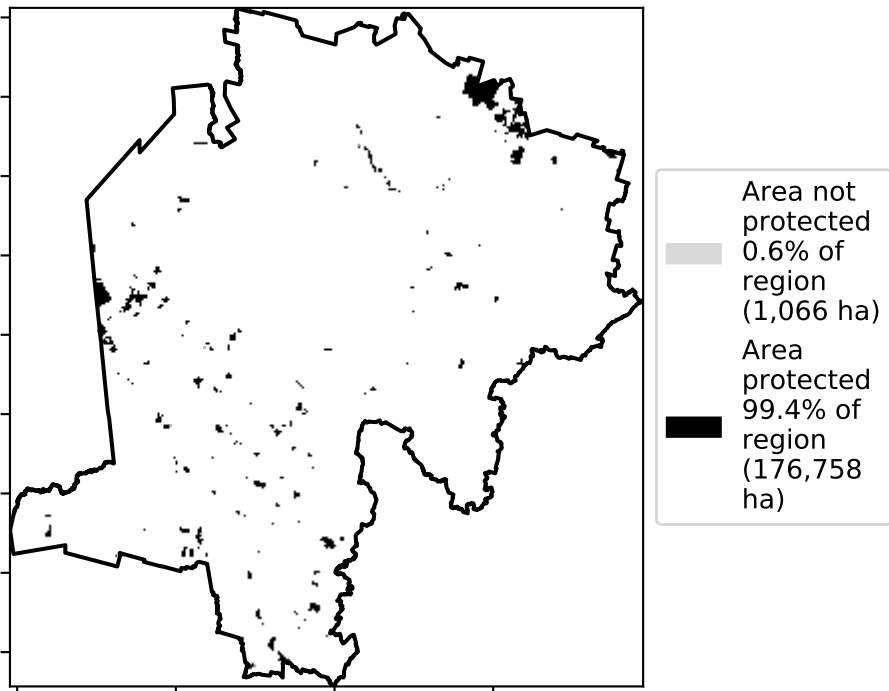 Area not
protected
0.6% of
region
(1,066 ha)
Area
protected
99.4% of
region
(176,758
ha)